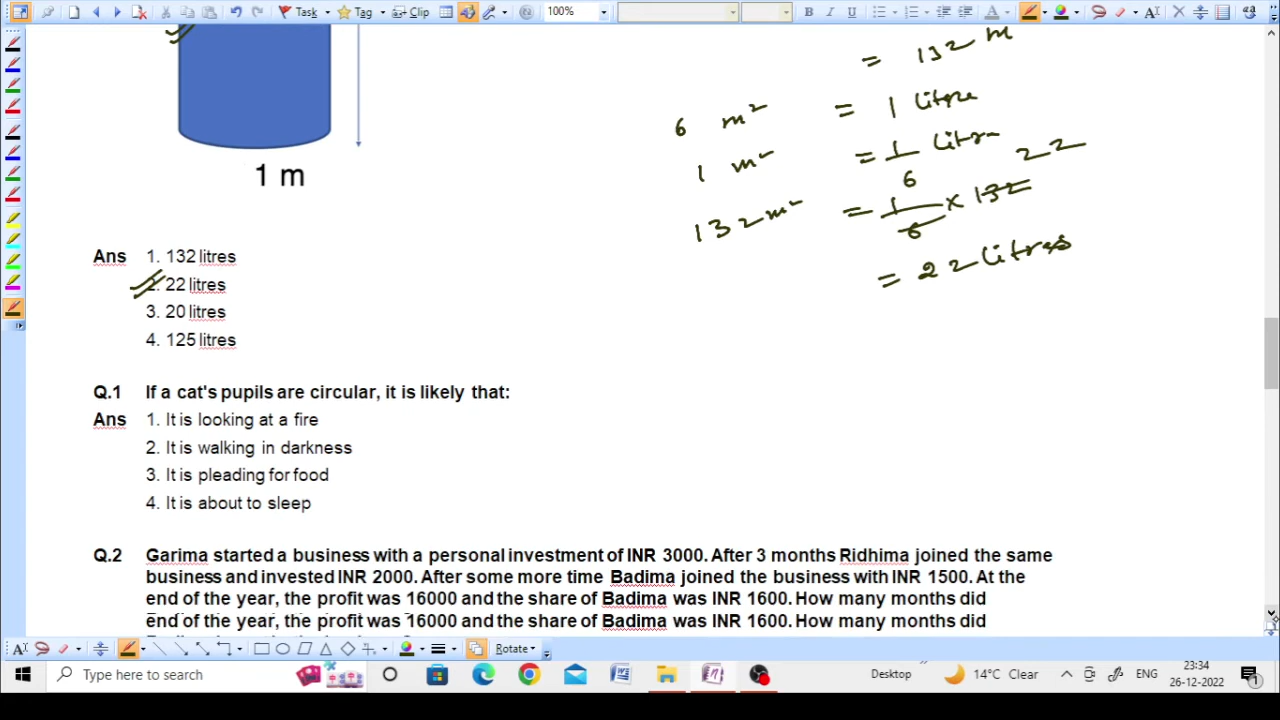 Task Tag Clip 100% B I U
= 132 m
6 m² = 1 litre
1 m² = 1/6 litre
22
132 m² = 1/6 × 132
= 22 litres
1 m
Ans 1. 132 litres
2. 22 litres
3. 20 litres
4. 125 litres
Q.1 If a cat's pupils are circular, it is likely that:
Ans 1. It is looking at a fire
2. It is walking in darkness
3. It is pleading for food
4. It is about to sleep
Q.2 Garima started a business with a personal investment of INR 3000. After 3 months Ridhima joined the same
business and invested INR 2000. After some more time Badima joined the business with INR 1500. At the
end of the year, the profit was 16000 and the share of Badima was INR 1600. How many months did
end of the year, the profit was 16000 and the share of Badima was INR 1600. How many months did
Rotate
Type here to search Desktop 14°C Clear ENG 23:34
26-12-2022